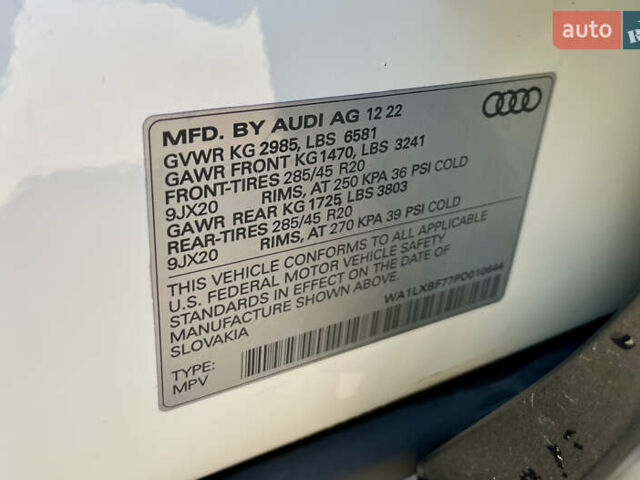 auto
MFD. BY AUDI AG 12 22
GVWR KG 2985, LBS 6581
GAWR FRONT KG1470, LBS 3241
FRONT-TIRES 285/45 R20
9JX20 RIMS, AT 250 KPA 36 PSI COLD
GAWR REAR KG 1725 LBS 3803
REAR-TIRES 285/45 R20
9JX20 RIMS, AT 270 KPA 39 PSI COLD
THIS VEHICLE CONFORMS TO ALL APPLICABLE
U.S. FEDERAL MOTOR VEHICLE SAFETY
STANDARDS IN EFFECT ON THE DATE OF
MANUFACTURE SHOWN ABOVE.
SLOVAKIA
WA1LXBF77PD010644
TYPE:
MPV